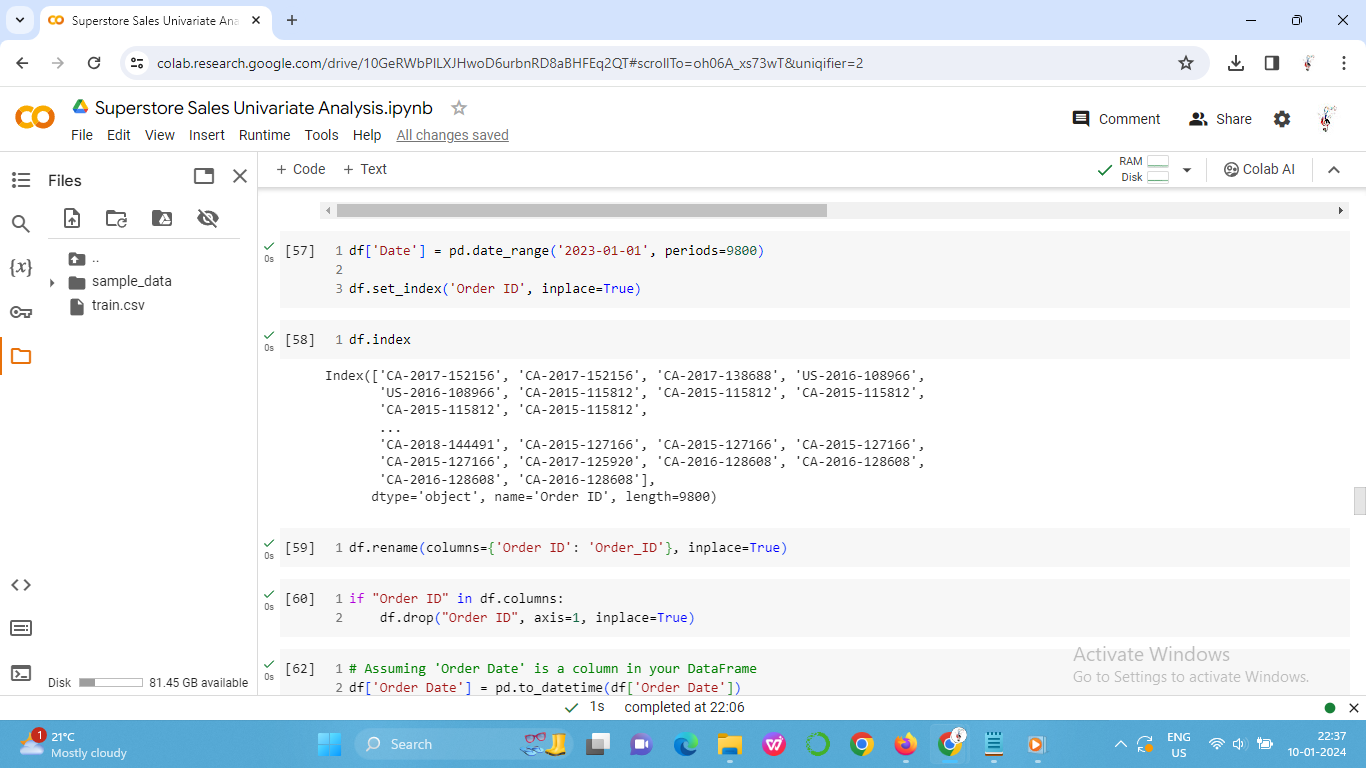 Superstore Sales Univariate Ana
colab.research.google.com/drive/10GeRWbPILXJHwoD6urbnRD8aBHFEq2QT#scrollTo=oh06A_xs73wT&uniqifier=2
Superstore Sales Univariate Analysis.ipynb
File Edit View Insert Runtime Tools Help All changes saved
Comment Share
Files
+ Code + Text
RAM
Disk
Colab AI
..
sample_data
train.csv
{x}
[57] 1 df['Date'] = pd.date_range('2023-01-01', periods=9800)
0s
2
3 df.set_index('Order ID', inplace=True)
[58] 1 df.index
0s
Index(['CA-2017-152156', 'CA-2017-152156', 'CA-2017-138688', 'US-2016-108966',
'US-2016-108966', 'CA-2015-115812', 'CA-2015-115812', 'CA-2015-115812',
'CA-2015-115812', 'CA-2015-115812',
...
'CA-2018-144491', 'CA-2015-127166', 'CA-2015-127166', 'CA-2015-127166',
'CA-2015-127166', 'CA-2017-125920', 'CA-2016-128608', 'CA-2016-128608',
'CA-2016-128608', 'CA-2016-128608'],
dtype='object', name='Order ID', length=9800)
[59] 1 df.rename(columns={'Order ID': 'Order_ID'}, inplace=True)
0s
[60] 1 if "Order ID" in df.columns:
0s
2 df.drop("Order ID", axis=1, inplace=True)
[62] 1 # Assuming 'Order Date' is a column in your DataFrame
0s
2 df['Order Date'] = pd.to_datetime(df['Order Date'])
Disk 81.45 GB available
Activate Windows
Go to Settings to activate Windows.
1s completed at 22:06
1
21°C
Mostly cloudy
Search
ENG
US
22:37
10-01-2024